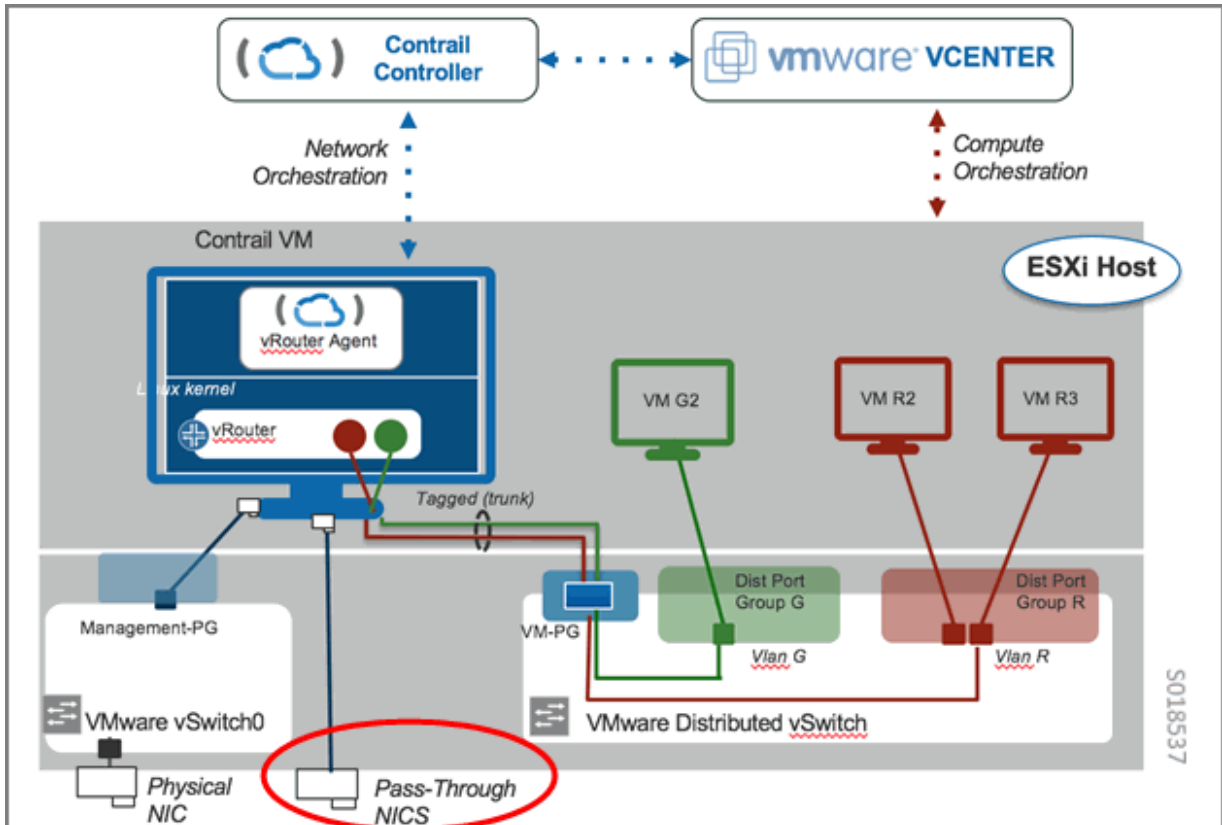 Contrail
Controller
vmware® VCENTER
Network
Orchestration
Compute
Orchestration
Contrail VM
ESXi Host
vRouter Agent
Linux kernel
vRouter
VM G2
VM R2
VM R3
Tagged (trunk)
Management-PG
VM-PG
Dist Port
Group G
Dist Port
Group R
Vlan G
Vlan R
VMware vSwitch0
VMware Distributed vSwitch
Physical
NIC
Pass-Through
NICS
S018537